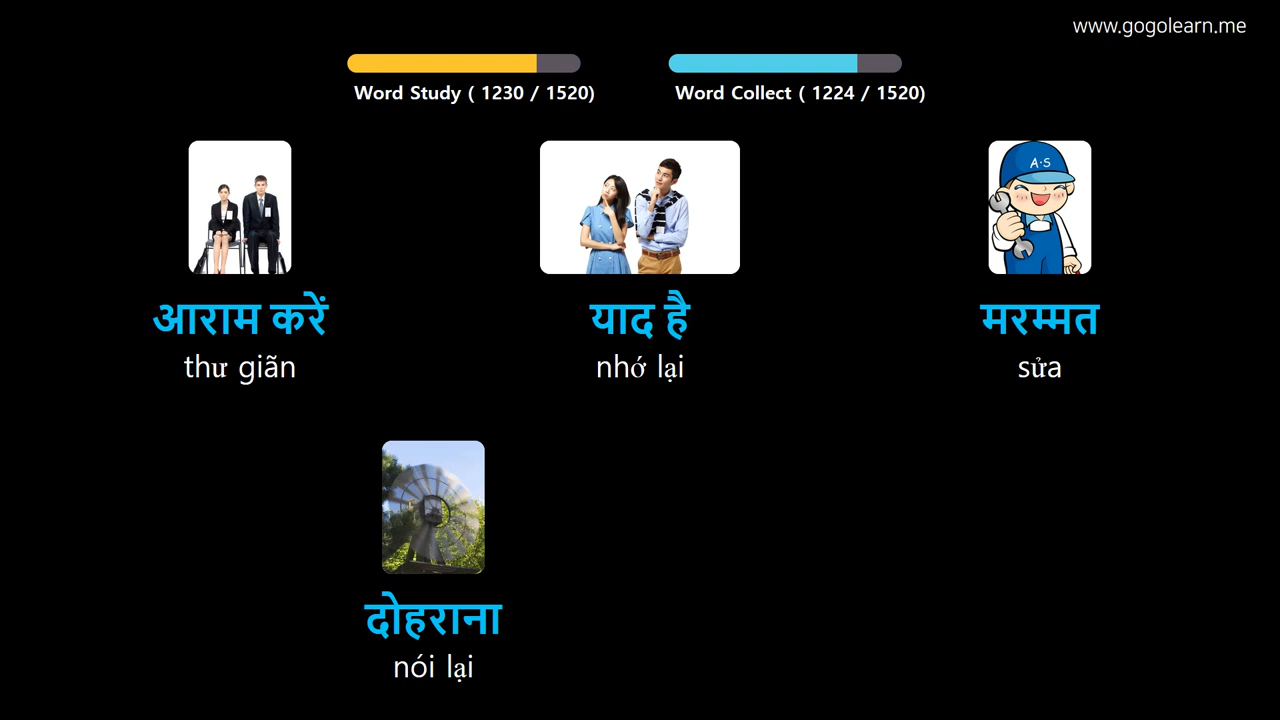 www.gogolearn.me
Word Study ( 1230 / 1520)
Word Collect ( 1224 / 1520)
A·S
आराम करें
thư giãn
याद है
nhớ lại
मरम्मत
sửa
दोहराना
nói lại